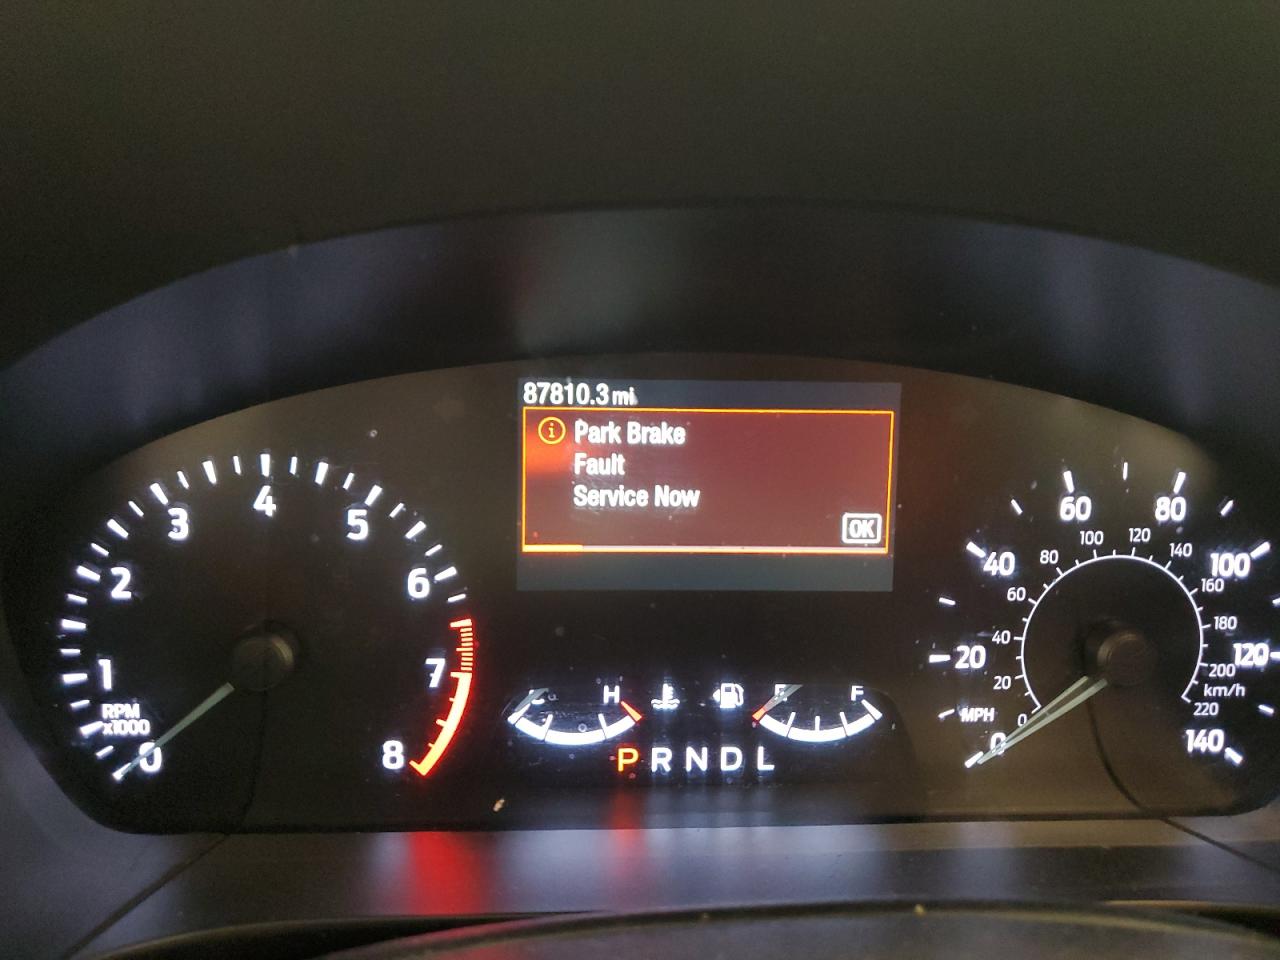 87810.3 mi
Park Brake
Fault
Service Now
OK
0 1 2 3 4 5 6 7 8
RPM
x1000
H
E F
P R N D L
0 20 40 60 80 100 120 140
MPH
0 20 40 60 80 100 120 140 160 180 200 220
km/h